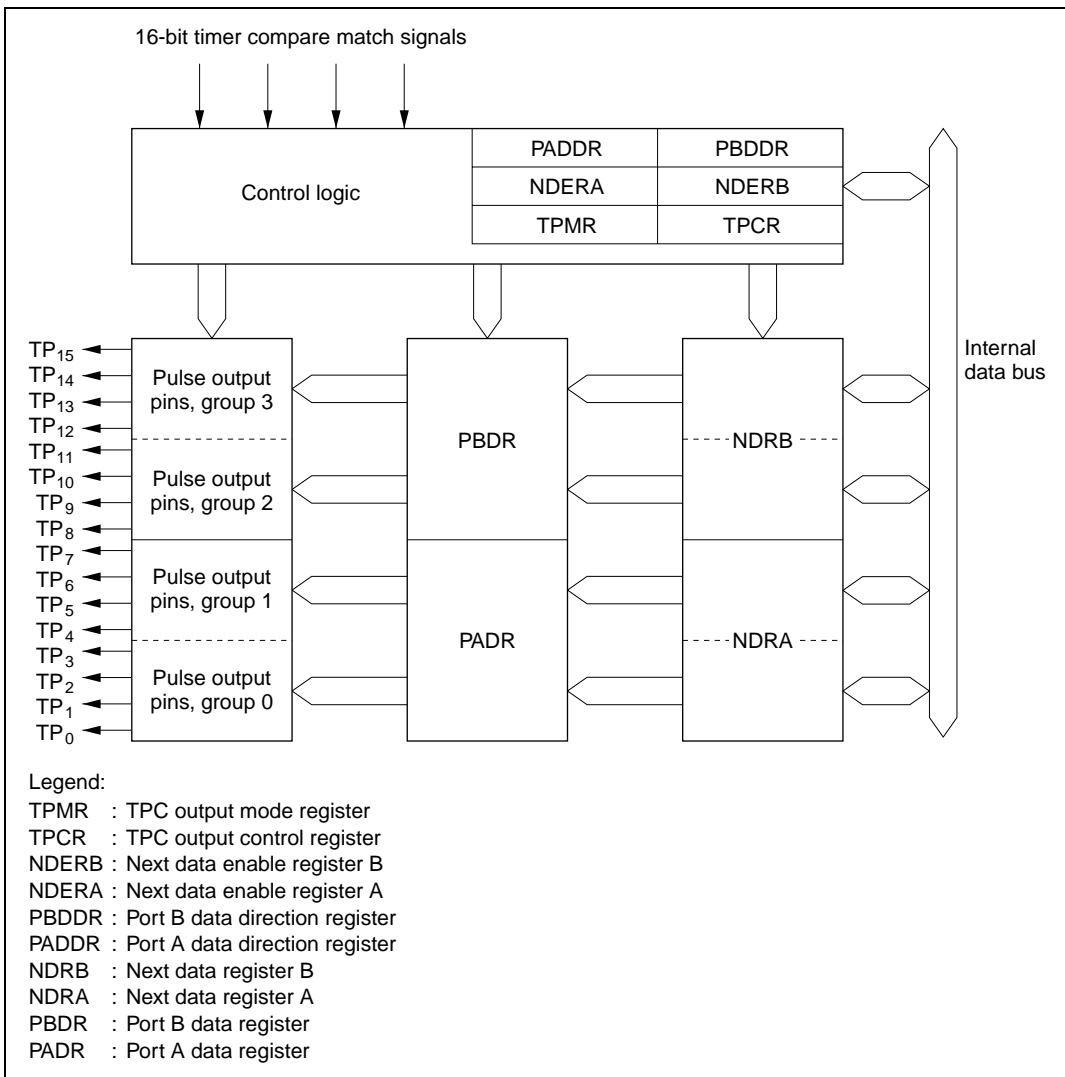 16-bit timer compare match signals
Control logic
PADDR PBDDR
NDERA NDERB
TPMR TPCR
Internal
data bus
TP15
TP14
TP13
TP12
TP11
TP10
TP9
TP8
TP7
TP6
TP5
TP4
TP3
TP2
TP1
TP0
Pulse output
pins, group 3
Pulse output
pins, group 2
Pulse output
pins, group 1
Pulse output
pins, group 0
PBDR
PADR
NDRB
NDRA
Legend:
TPMR : TPC output mode register
TPCR : TPC output control register
NDERB : Next data enable register B
NDERA : Next data enable register A
PBDDR : Port B data direction register
PADDR : Port A data direction register
NDRB : Next data register B
NDRA : Next data register A
PBDR : Port B data register
PADR : Port A data register